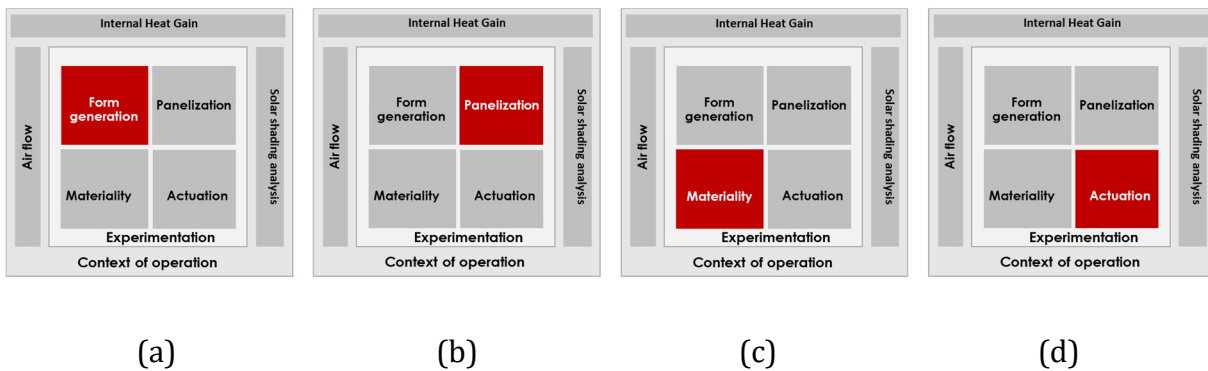 Internal Heat Gain
Air flow
Form
generation
Panelization
Materiality
Actuation
Solar shading analysis
Experimentation
Context of operation
(a)
Internal Heat Gain
Air flow
Form
generation
Panelization
Materiality
Actuation
Solar shading analysis
Experimentation
Context of operation
(b)
Internal Heat Gain
Air flow
Form
generation
Panelization
Materiality
Actuation
Solar shading analysis
Experimentation
Context of operation
(c)
Internal Heat Gain
Air flow
Form
generation
Panelization
Materiality
Actuation
Solar shading analysis
Experimentation
Context of operation
(d)